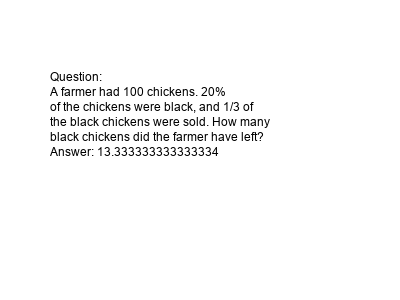 Question:
A farmer had 100 chickens. 20%
of the chickens were black, and 1/3 of
the black chickens were sold. How many
black chickens did the farmer have left?
Answer: 13.333333333333334